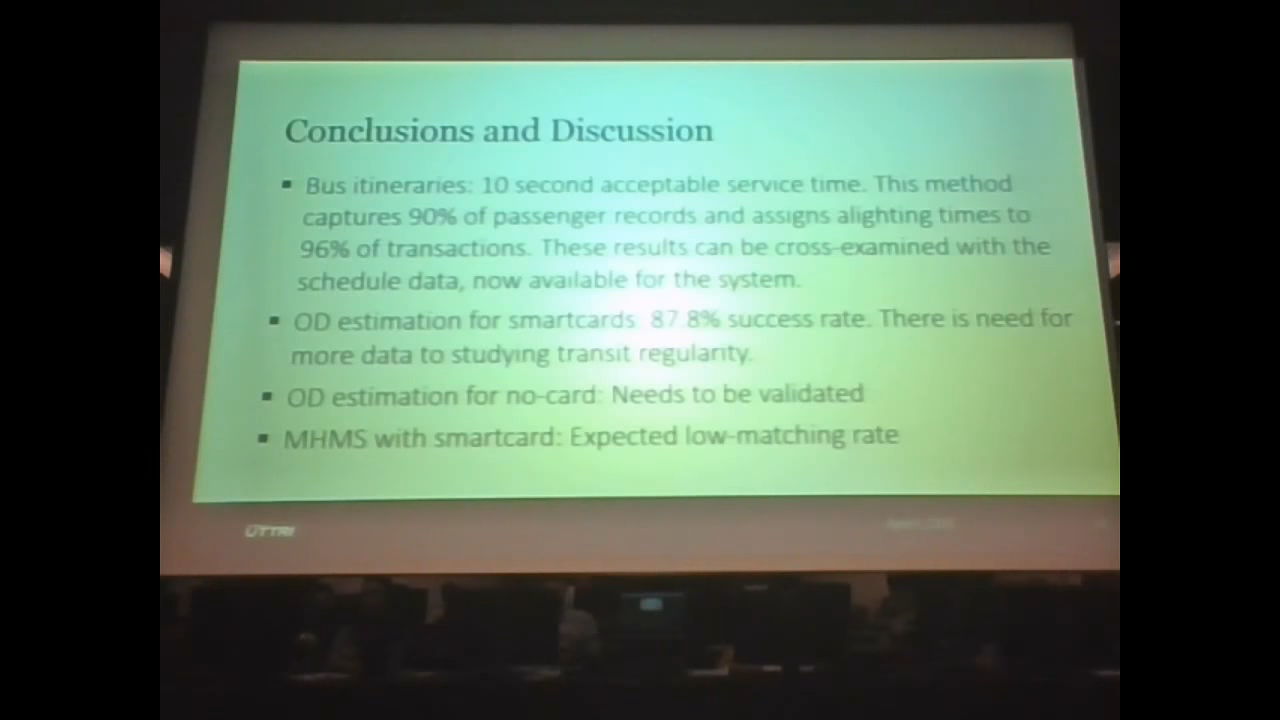 Conclusions and Discussion
▪ Bus itineraries: 10 second acceptable service time. This method
captures 90% of passenger records and assigns alighting times to
96% of transactions. These results can be cross-examined with the
schedule data, now available for the system.
▪ OD estimation for smartcards: 87.8% success rate. There is need for
more data to studying transit regularity.
▪ OD estimation for no-card: Needs to be validated
▪ MHMS with smartcard: Expected low-matching rate
UTTRI